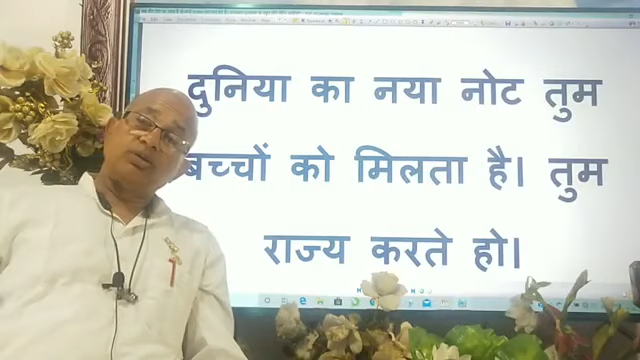 दुनिया का नया नोट तुम
बच्चों को मिलता है। तुम
राज्य करते हो।